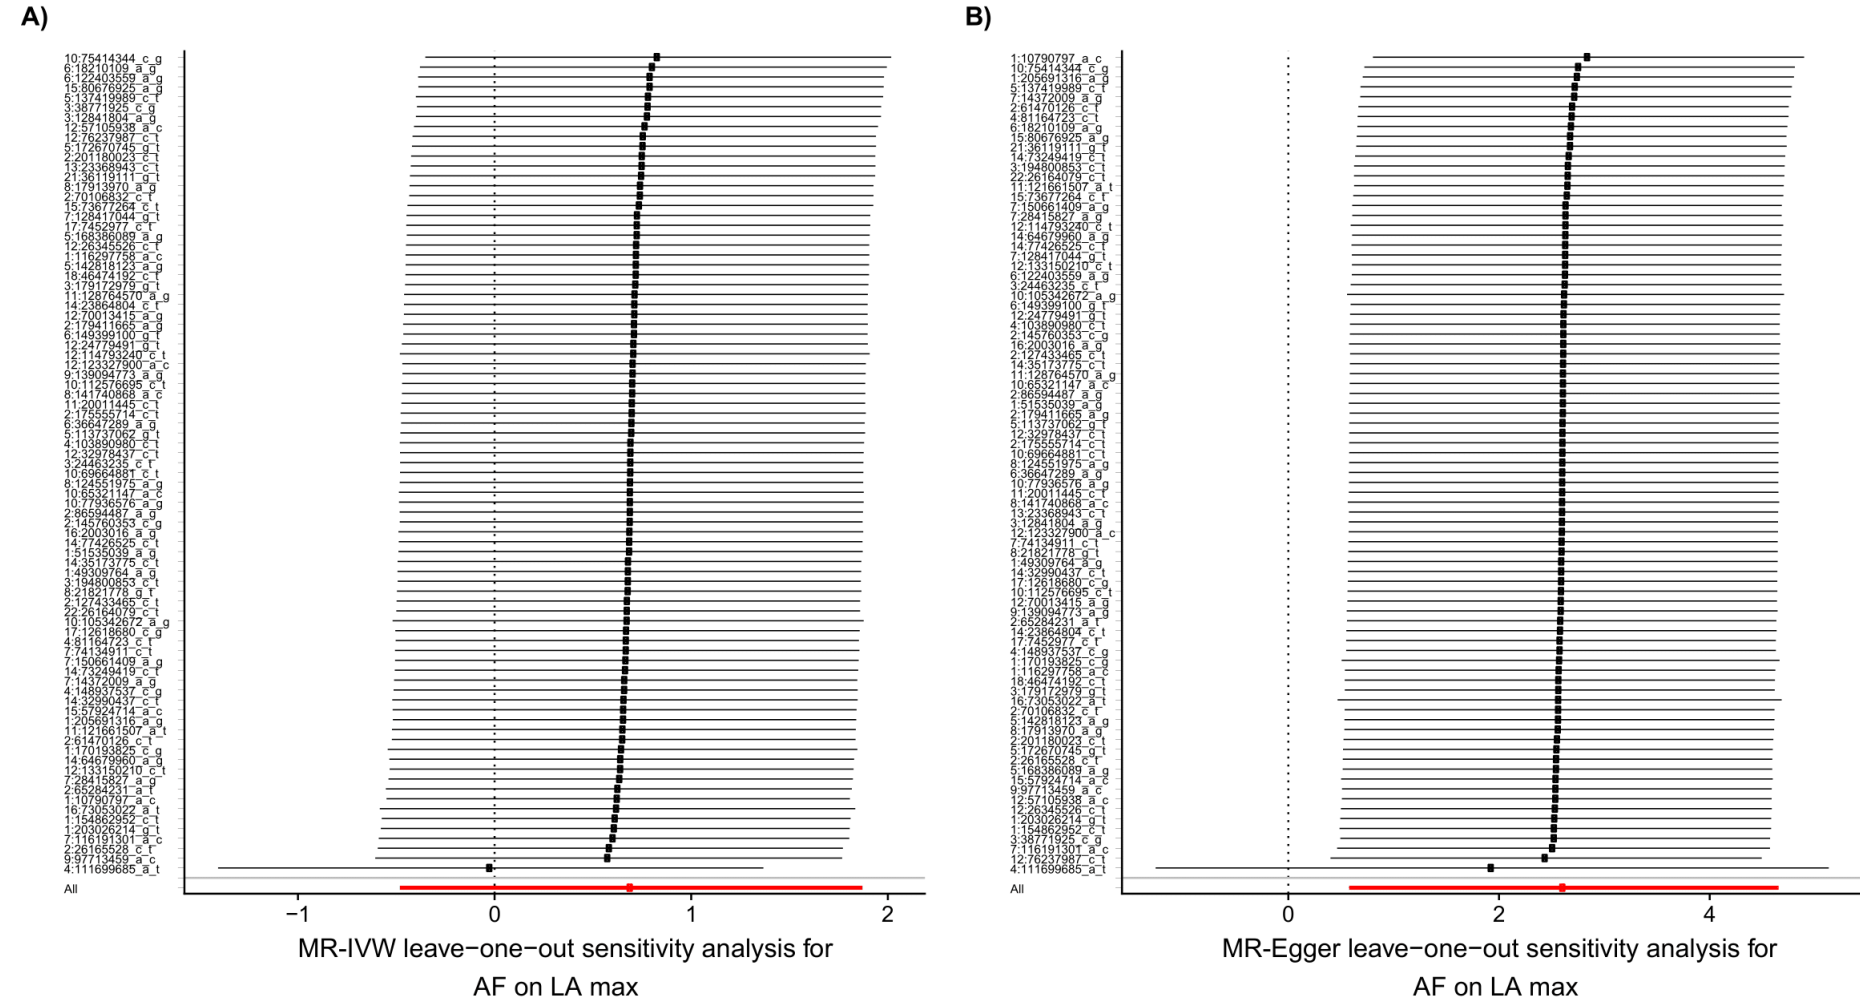 A)
10:75414344_c_g
6:18210109_a_g
6:122403559_a_g
15:80676925_a_g
5:137419989_c_t
3:38771925_c_g
3:12841804_a_g
12:57105938_a_c
12:76237987_c_t
5:172670745_g_t
2:201180023_c_t
13:23368943_c_t
21:36119111_g_t
8:17913970_a_g
2:70106832_c_t
15:73677264_c_t
7:128417044_g_t
17:7452977_c_t
5:168386089_a_g
12:26345526_c_t
1:116297758_a_c
5:142818123_a_g
18:46474192_c_t
3:179172979_g_t
11:128764570_a_g
14:23864804_c_t
12:70013415_a_g
2:179411665_a_g
6:149399100_g_t
12:24779491_g_t
12:114793240_c_t
12:123327900_a_c
9:139094773_a_g
10:112576695_c_t
8:141740868_a_c
11:20011445_c_t
2:175555714_c_t
6:36647289_a_g
5:113737062_g_t
4:103890980_c_t
12:32978437_c_t
3:24463235_c_t
10:69664881_c_t
8:124551975_a_g
10:65321147_a_c
10:77936576_a_g
2:86594487_a_g
2:145760353_c_g
16:2003016_a_g
14:77426525_c_t
1:51535039_a_g
14:35173775_c_t
1:49309764_a_g
3:194800853_c_t
8:21821778_g_t
2:127433465_c_t
22:26164079_c_t
10:105342672_a_g
17:12618680_c_g
4:81164723_c_t
7:74134911_c_t
7:150661409_a_g
14:73249419_c_t
7:14372009_a_g
4:148937537_c_g
14:32990437_c_t
15:57924714_a_c
1:205691316_a_g
11:121661507_a_t
2:61470126_c_t
1:170193825_c_g
14:64679960_a_g
12:133150210_c_t
7:28415827_a_g
2:65284231_a_t
1:10790797_a_c
16:73053022_a_t
1:154862952_c_t
1:203026214_g_t
7:116191301_a_c
2:26165528_c_t
9:97713459_a_c
4:111699685_a_t
All
−1 0 1 2
MR-IVW leave−one−out sensitivity analysis for
AF on LA max
B)
1:10790797_a_c
10:75414344_c_g
1:205691316_a_g
5:137419989_c_t
7:14372009_a_g
2:61470126_c_t
4:81164723_c_t
6:18210109_a_g
15:80676925_a_g
21:36119111_g_t
14:73249419_c_t
3:194800853_c_t
22:26164079_c_t
11:121661507_a_t
15:73677264_c_t
7:150661409_a_g
7:28415827_a_g
12:114793240_c_t
14:64679960_a_g
14:77426525_c_t
7:128417044_g_t
12:133150210_c_t
6:122403559_a_g
3:24463235_c_t
10:105342672_a_g
6:149399100_g_t
12:24779491_g_t
4:103890980_c_t
2:145760353_c_g
16:2003016_a_g
2:127433465_c_t
14:35173775_c_t
11:128764570_a_g
10:65321147_a_c
2:86594487_a_g
1:51535039_a_g
2:179411665_a_g
5:113737062_g_t
12:32978437_c_t
2:175555714_c_t
10:69664881_c_t
8:124551975_a_g
6:36647289_a_g
10:77936576_a_g
11:20011445_c_t
8:141740868_a_c
13:23368943_c_t
3:12841804_a_g
12:123327900_a_c
7:74134911_c_t
8:21821778_g_t
1:49309764_a_g
14:32990437_c_t
17:12618680_c_g
10:112576695_c_t
12:70013415_a_g
9:139094773_a_g
2:65284231_a_t
14:23864804_c_t
17:7452977_c_t
4:148937537_c_g
1:170193825_c_g
1:116297758_a_c
18:46474192_c_t
3:179172979_g_t
16:73053022_a_t
2:70106832_c_t
5:142818123_a_g
8:17913970_a_g
2:201180023_c_t
5:172670745_g_t
2:26165528_c_t
5:168386089_a_g
15:57924714_a_c
9:97713459_a_c
12:57105938_a_c
12:26345526_c_t
1:203026214_g_t
1:154862952_c_t
3:38771925_c_g
7:116191301_a_c
12:76237987_c_t
4:111699685_a_t
All
0 2 4
MR-Egger leave−one−out sensitivity analysis for
AF on LA max